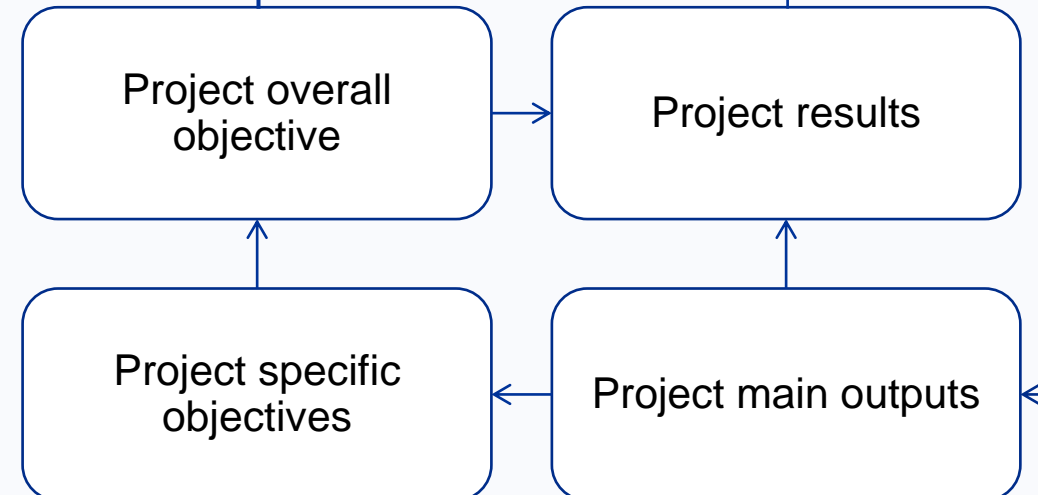 Project overall
objective
Project results
Project specific
objectives
Project main outputs